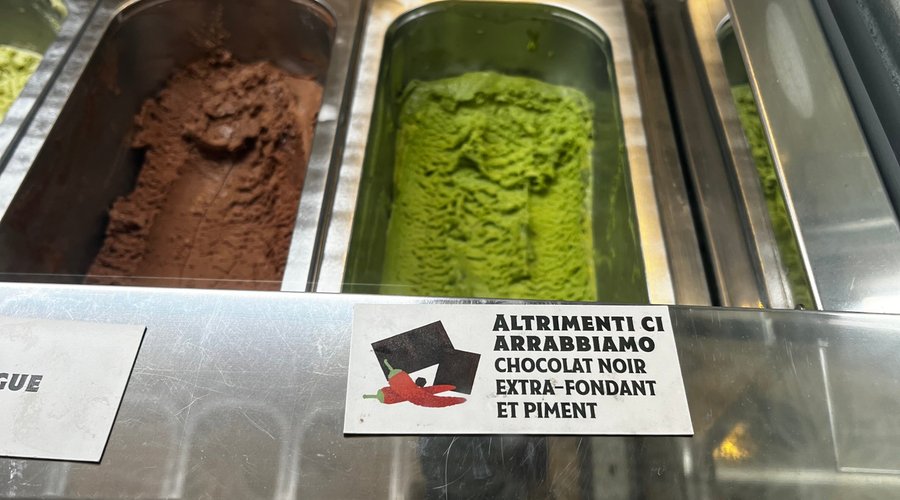 GUE
ALTRIMENTI CI
ARRABBIAMO
CHOCOLAT NOIR
EXTRA-FONDANT
ET PIMENT